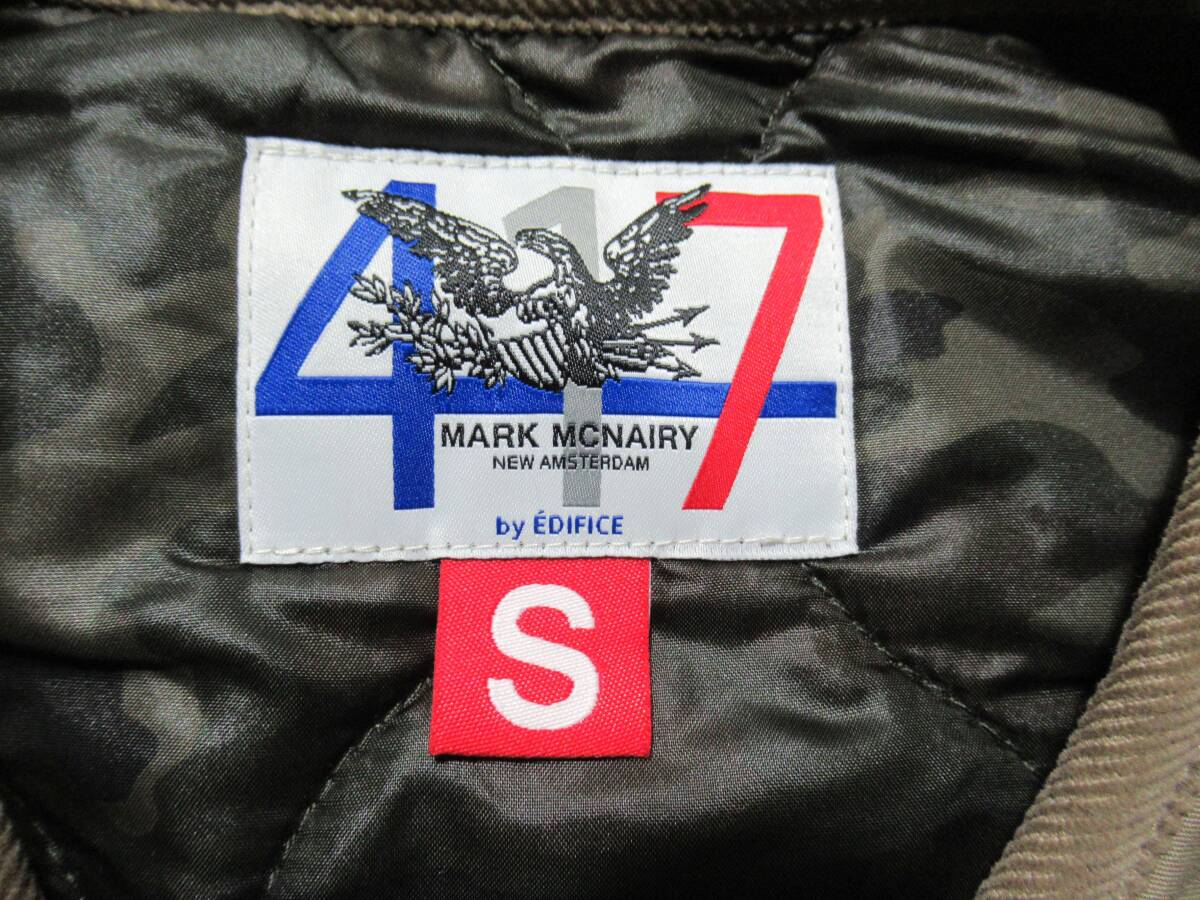 417
MARK MCNAIRY
NEW AMSTERDAM
by ÉDIFICE
S